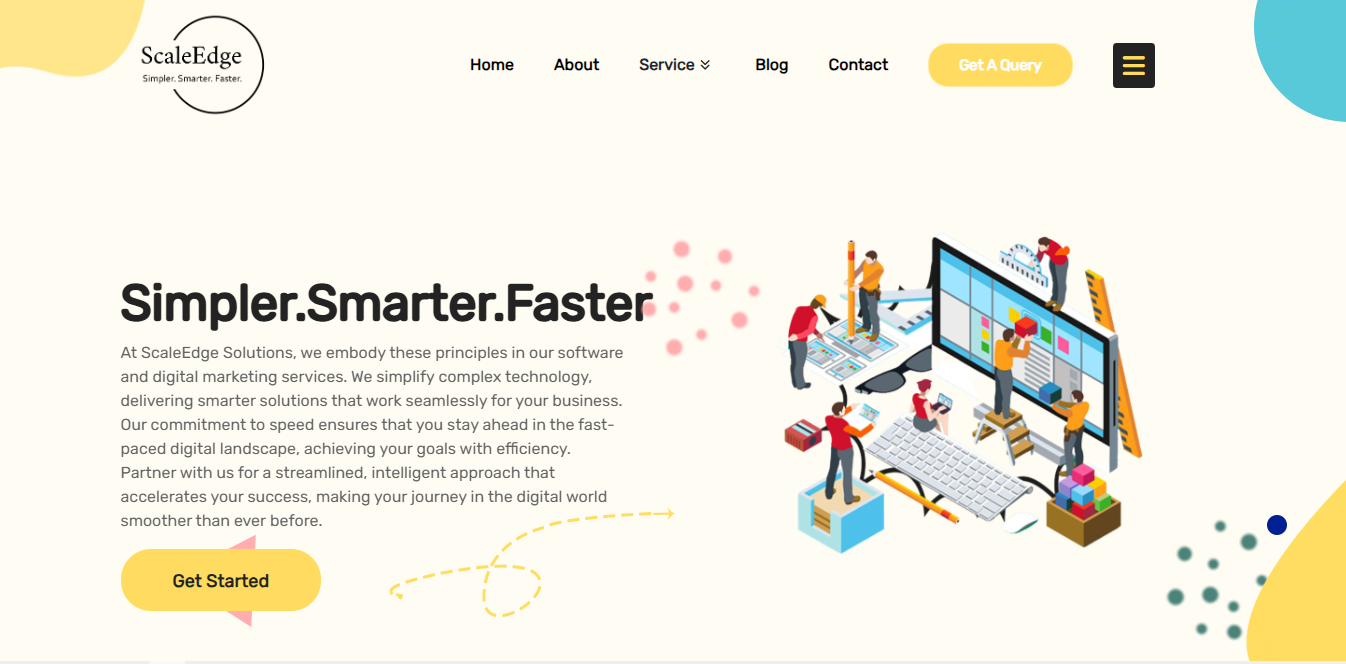 ScaleEdge
Simpler. Smarter. Faster.
Home
About
Service
Blog
Contact
Get A Query
Simpler.Smarter.Faster
At ScaleEdge Solutions, we embody these principles in our software
and digital marketing services. We simplify complex technology,
delivering smarter solutions that work seamlessly for your business.
Our commitment to speed ensures that you stay ahead in the fast-
paced digital landscape, achieving your goals with efficiency.
Partner with us for a streamlined, intelligent approach that
accelerates your success, making your journey in the digital world
smoother than ever before.
Get Started